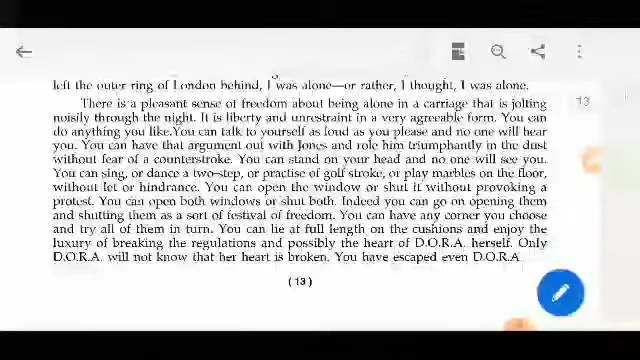 left the outer ring of London behind, I was alone—or rather, I thought, I was alone.
There is a pleasant sense of freedom about being alone in a carriage that is jolting
noisily through the night. It is liberty and unrestraint in a very agreeable form. You can
do anything you like.You can talk to yourself as loud as you please and no one will hear
you. You can have that argument out with Jones and role him triumphantly in the dust
without fear of a counterstroke. You can stand on your head and no one will see you.
You can sing, or dance a two-step, or practise of golf stroke, or play marbles on the floor,
without let or hindrance. You can open the window or shut it without provoking a
protest. You can open both windows or shut both. Indeed you can go on opening them
and shutting them as a sort of festival of freedom. You can have any corner you choose
and try all of them in turn. You can lie at full length on the cushions and enjoy the
luxury of breaking the regulations and possibly the heart of D.O.R.A. herself. Only
D.O.R.A. will not know that her heart is broken. You have escaped even D.O.R.A.
(13)
13